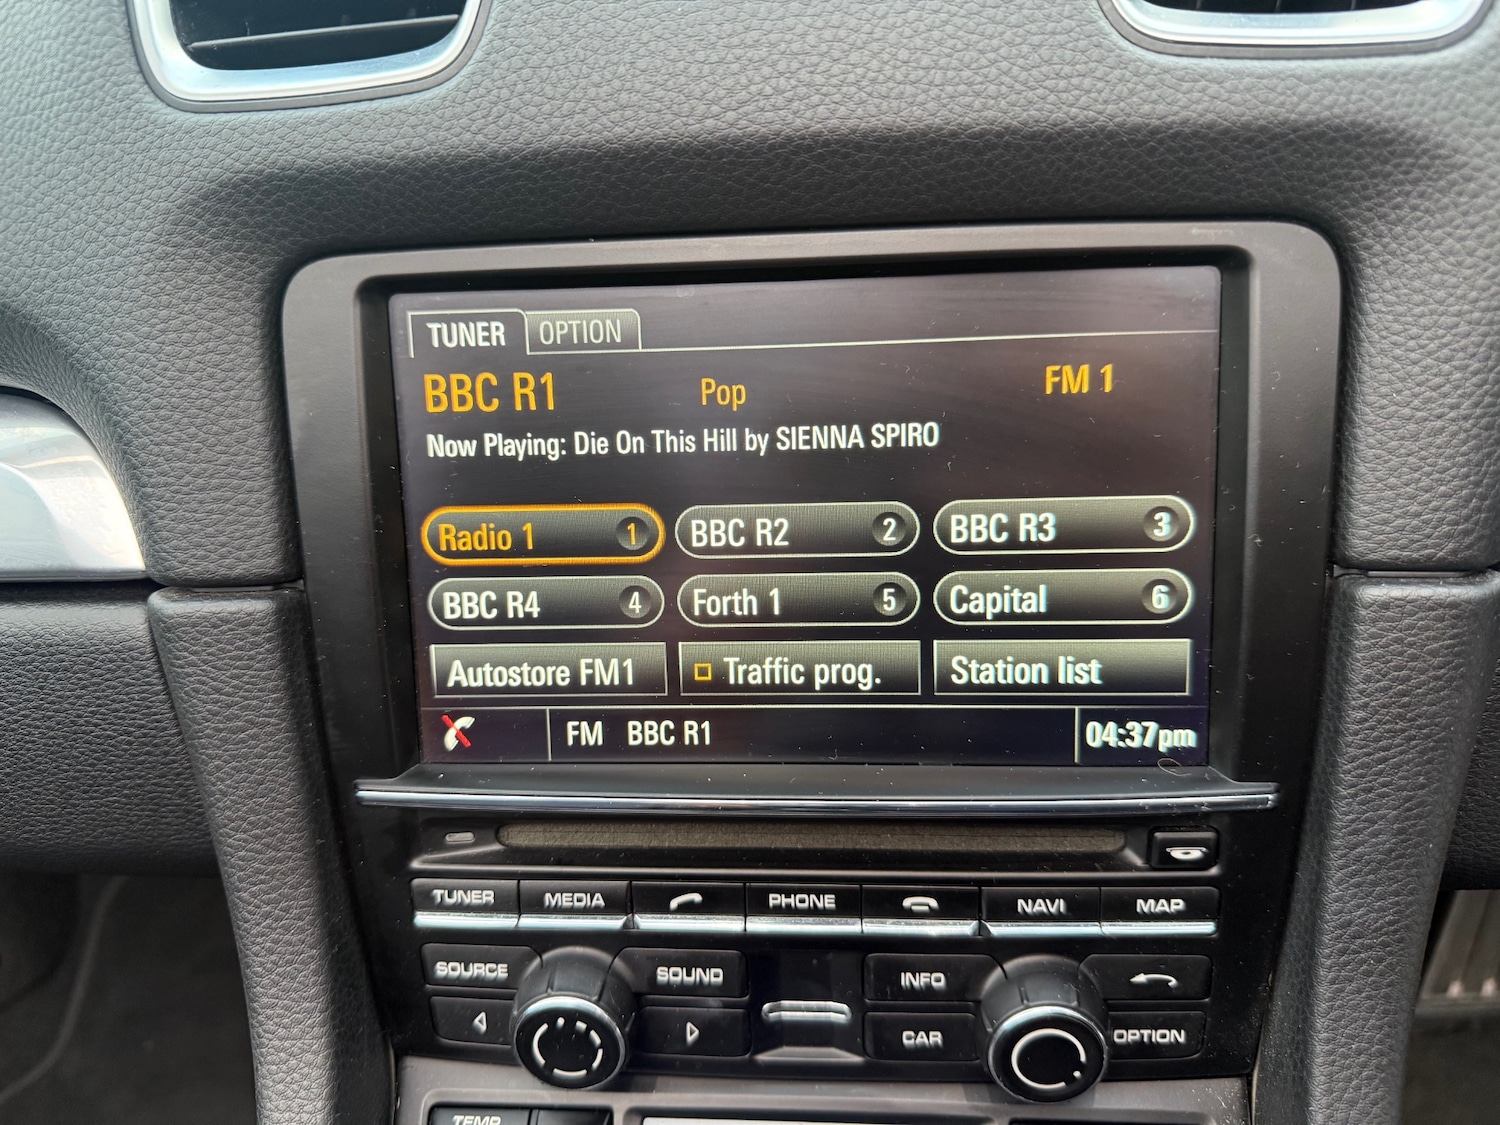 TUNER OPTION
BBC R1 Pop FM 1
Now Playing: Die On This Hill by SIENNA SPIRO
Radio 1 1 BBC R2 2 BBC R3 3
BBC R4 4 Forth 1 5 Capital 6
Autostore FM1 Traffic prog. Station list
FM BBC R1 04:37pm
TUNER MEDIA PHONE NAVI MAP
SOURCE SOUND INFO
CAR OPTION
TEMP